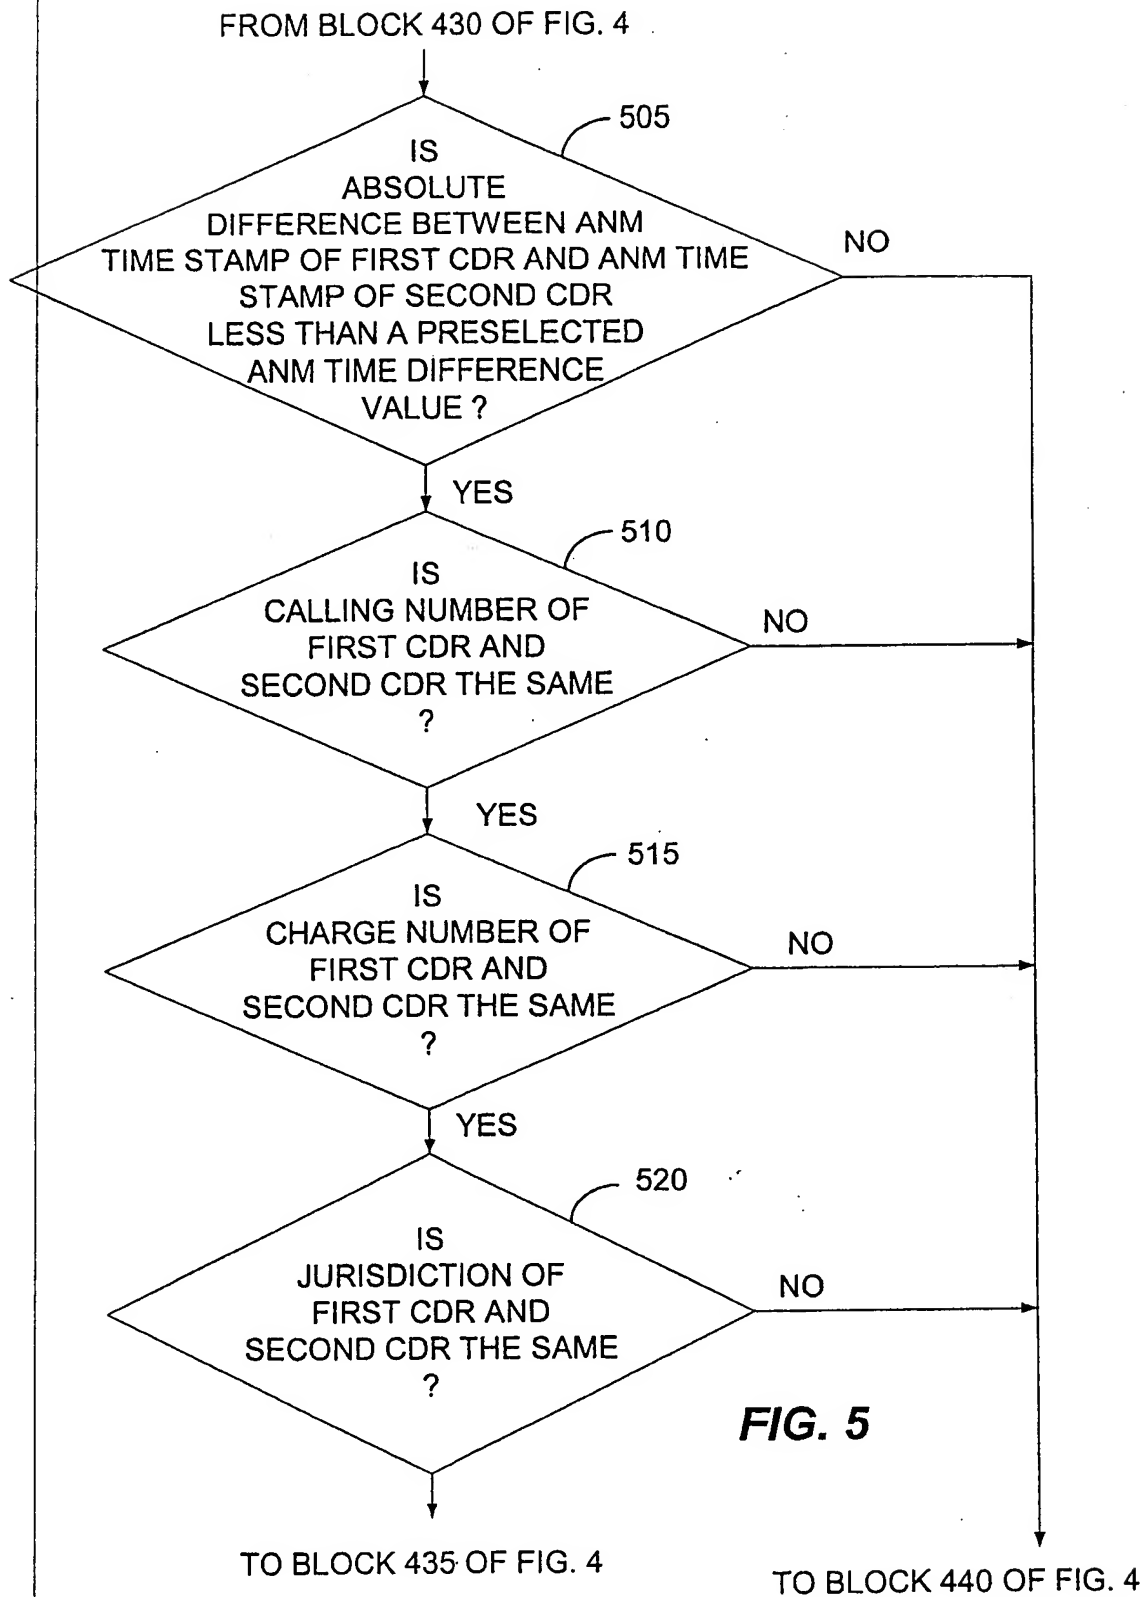 FROM BLOCK 430 OF FIG. 4
505
IS
ABSOLUTE
DIFFERENCE BETWEEN ANM
TIME STAMP OF FIRST CDR AND ANM TIME
STAMP OF SECOND CDR
LESS THAN A PRESELECTED
ANM TIME DIFFERENCE
VALUE ?
NO
YES
510
IS
CALLING NUMBER OF
FIRST CDR AND
SECOND CDR THE SAME
?
NO
YES
515
IS
CHARGE NUMBER OF
FIRST CDR AND
SECOND CDR THE SAME
?
NO
YES
520
IS
JURISDICTION OF
FIRST CDR AND
SECOND CDR THE SAME
?
NO
FIG. 5
TO BLOCK 435 OF FIG. 4
TO BLOCK 440 OF FIG. 4